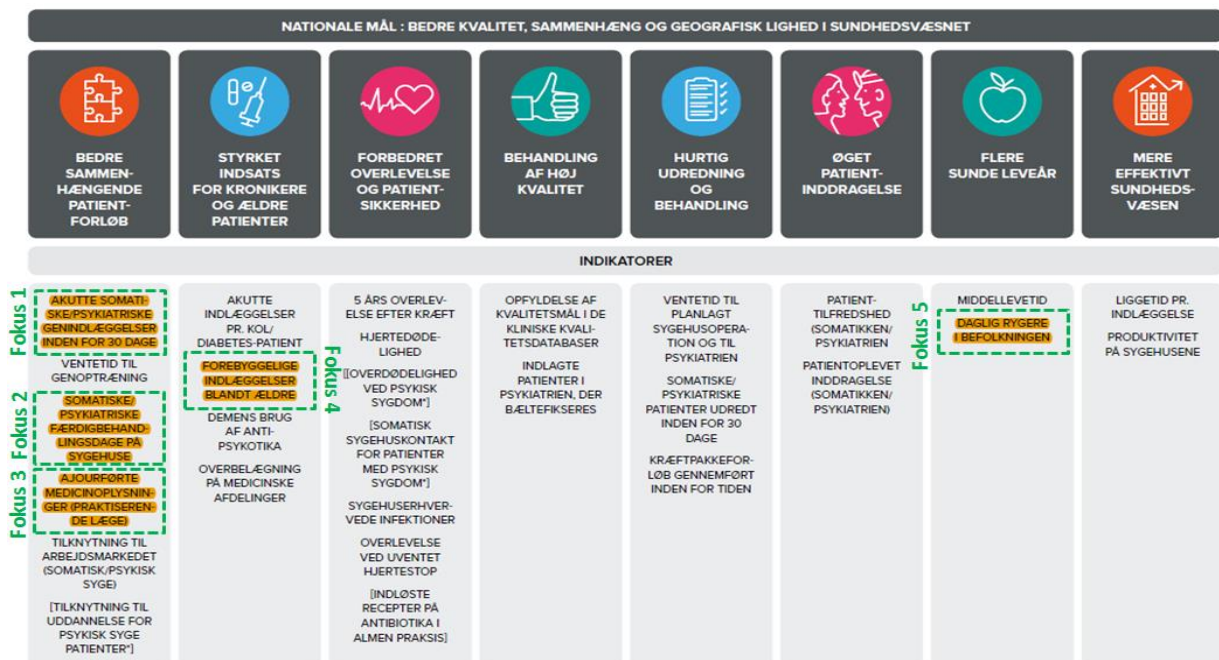 NATIONALE MÅL : BEDRE KVALITET, SAMMENHÆNG OG GEOGRAFISK LIGHED I SUNDHEDSVÆSNET
BEDRE
SAMMEN-
HÆNGENDE
PATIENT-
FORLØB
STYRKET
INDSATS
FOR KRONIKERE
OG ÆLDRE
PATIENTER
FORBEDRET
OVERLEVELSE
OG PATIENT-
SIKKERHED
BEHANDLING
AF HØJ
KVALITET
HURTIG
UDREDNING
OG
BEHANDLING
ØGET
PATIENT-
INDDRAGELSE
FLERE
SUNDE LEVEÅR
MERE
EFFEKTIVT
SUNDHEDS-
VÆSEN
INDIKATORER
Fokus 1
AKUTTE SOMATI-
SKE/PSYKIATRISKE
GENINDLÆGGELSER
INDEN FOR 30 DAGE
VENTETID TIL
GENOPTRÆNING
Fokus 2
SOMATISKE/
PSYKIATRISKE
FÆRDIGBEHAND-
LINGSDAGE PÅ
SYGEHUSE
Fokus 3
AJOURFØRTE
MEDICINOPLYSNIN-
GER (PRAKTISEREN-
DE LÆGE)
TILKNYTNING TIL
ARBEJDSMARKEDET
(SOMATISK/PSYKISK
SYGE)
[TILKNYTNING TIL
UDDANNELSE FOR
PSYKISK SYGE
PATIENTER*]
AKUTTE
INDLÆGGELSER
PR. KOL/
DIABETES-PATIENT
FOREBYGGELIGE
INDLÆGGELSER
BLANDT ÆLDRE
Fokus 4
DEMENS BRUG
AF ANTI-
PSYKOTIKA
OVERBELÆGNING
PÅ MEDICINSKE
AFDELINGER
5 ÅRS OVERLEV-
ELSE EFTER KRÆFT
HJERTEDØDE-
LIGHED
[[OVERDØDELIGHED
VED PSYKISK
SYGDOM*]
[SOMATISK
SYGEHUSKONTAKT
FOR PATIENTER
MED PSYKISK
SYGDOM*]
SYGEHUSERHVER-
VEDE INFEKTIONER
OVERLEVELSE
VED UVENTET
HJERTESTOP
[INDLØSTE
RECEPTER PÅ
ANTIBIOTIKA I
ALMEN PRAKSIS]
OPFYLDELSE AF
KVALITETSMÅL I DE
KLINISKE KVALI-
TETSDATABASER
INDLAGTE
PATIENTER I
PSYKIATRIEN, DER
BÆLTEFIKSERES
VENTETID TIL
PLANLAGT
SYGEHUSOPERA-
TION OG TIL
PSYKIATRIEN
SOMATISKE/
PSYKIATRISKE
PATIENTER UDREDT
INDEN FOR 30
DAGE
KRÆFTPAKKEFOR-
LØB GENNEMFØRT
INDEN FOR TIDEN
PATIENT-
TILFREDSHED
(SOMATIKKEN/
PSYKIATRIEN
PATIENTOPLEVET
INDDRAGELSE
(SOMATIKKEN/
PSYKIATRIEN)
Fokus 5
MIDDELLEVETID
DAGLIG RYGERE
I BEFOLKNINGEN
LIGGETID PR.
INDLÆGGELSE
PRODUKTIVITET
PÅ SYGEHUSENE